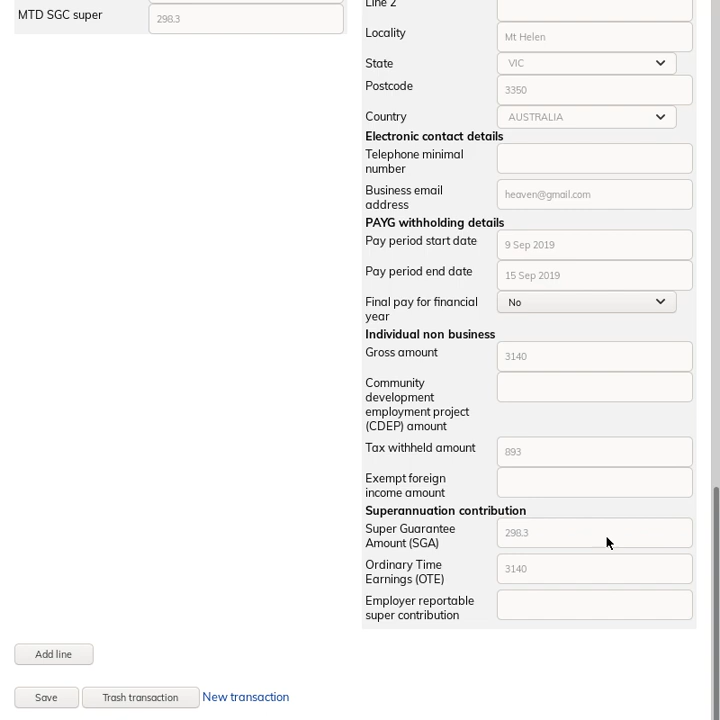 MTD SGC super
298.3
Line 2
Locality
Mt Helen
State
VIC
Postcode
3350
Country
AUSTRALIA
Electronic contact details
Telephone minimal
number
Business email
address
heaven@gmail.com
PAYG withholding details
Pay period start date
9 Sep 2019
Pay period end date
15 Sep 2019
Final pay for financial
year
No
Individual non business
Gross amount
3140
Community
development
employment project
(CDEP) amount
Tax withheld amount
893
Exempt foreign
income amount
Superannuation contribution
Super Guarantee
Amount (SGA)
298.3
Ordinary Time
Earnings (OTE)
3140
Employer reportable
super contribution
Add line
Save
Trash transaction
New transaction